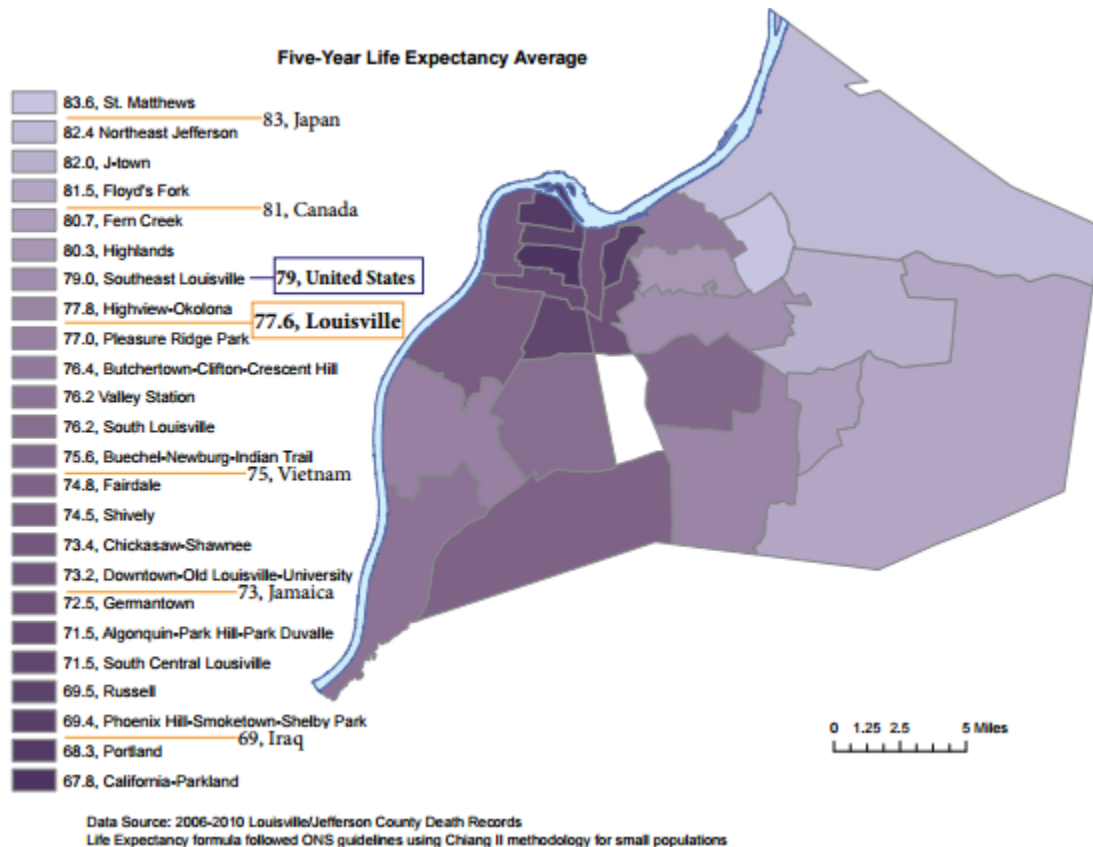 Five-Year Life Expectancy Average
83.6, St. Matthews
83, Japan
82.4 Northeast Jefferson
82.0, J-town
81.5, Floyd's Fork
81, Canada
80.7, Fern Creek
80.3, Highlands
79.0, Southeast Louisville
79, United States
77.8, Highview-Okolona
77.6, Louisville
77.0, Pleasure Ridge Park
76.4, Butchertown-Clifton-Crescent Hill
76.2 Valley Station
76.2, South Louisville
75.6, Buechel-Newburg-Indian Trail
75, Vietnam
74.8, Fairdale
74.5, Shively
73.4, Chickasaw-Shawnee
73.2, Downtown-Old Louisville-University
73, Jamaica
72.5, Germantown
71.5, Algonquin-Park Hill-Park Duvalle
71.5, South Central Lousiville
69.5, Russell
69.4, Phoenix Hill-Smoketown-Shelby Park
69, Iraq
68.3, Portland
67.8, California-Parkland
0 1.25 2.5 5 Miles
Data Source: 2006-2010 Louisville/Jefferson County Death Records
Life Expectancy formula followed ONS guidelines using Chiang II methodology for small populations